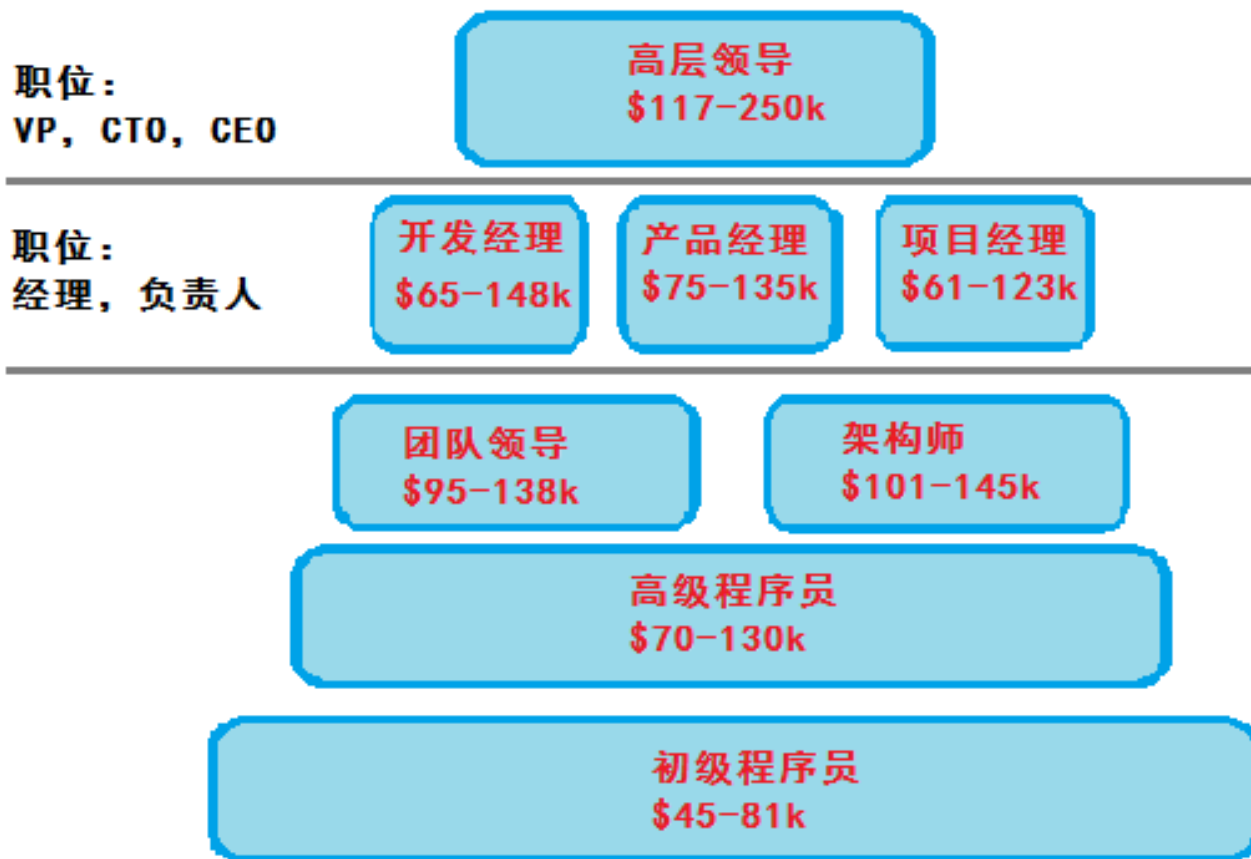 高层领导
$117-250k
职位：
VP, CTO, CEO
开发经理
$65-148k
产品经理
$75-135k
项目经理
$61-123k
职位：
经理, 负责人
团队领导
$95-138k
架构师
$101-145k
高级程序员
$70-130k
初级程序员
$45-81k